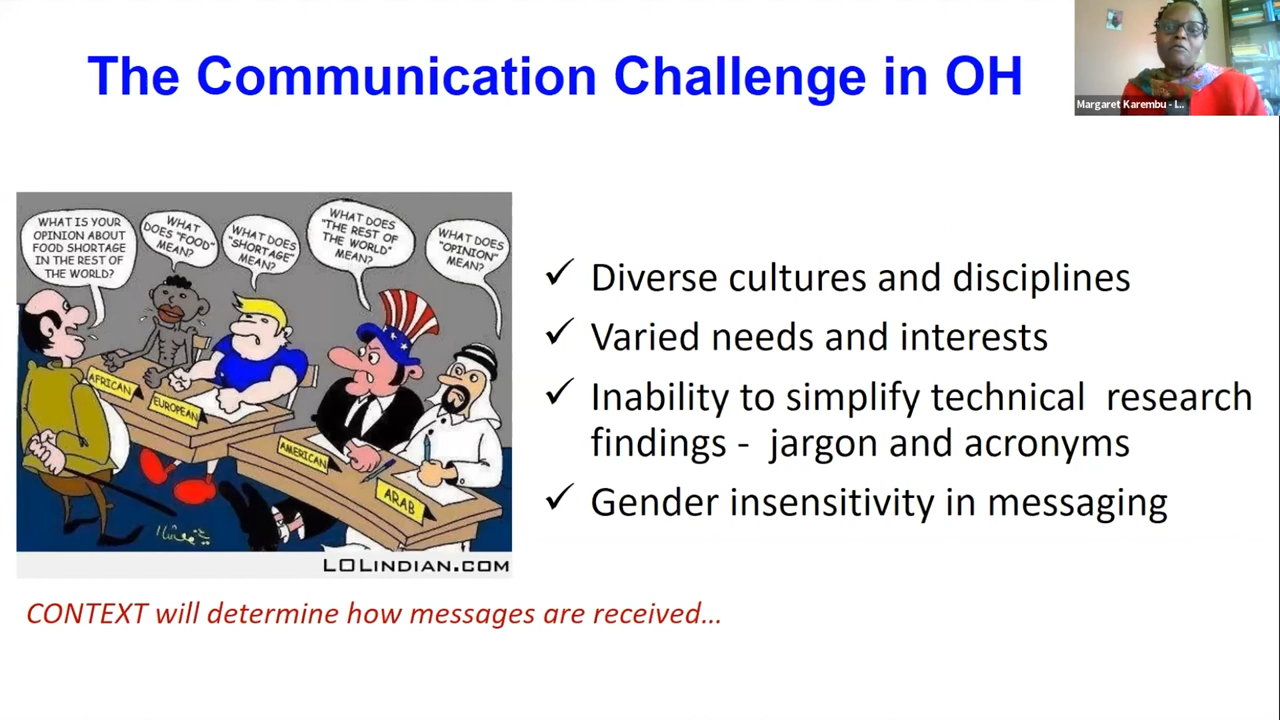 The Communication Challenge in OH
Margaret Karembu - I...
WHAT IS YOUR
OPINION ABOUT
FOOD SHORTAGE
IN THE REST OF
THE WORLD?
WHAT
DOES "FOOD"
MEAN?
WHAT DOES
"SHORTAGE"
MEAN?
WHAT DOES
"THE REST OF
THE WORLD"
MEAN?
WHAT DOES
"OPINION"
MEAN?
AFRICAN
EUROPEAN
AMERICAN
ARAB
LOLINDIAN.COM
✓ Diverse cultures and disciplines
✓ Varied needs and interests
✓ Inability to simplify technical research
findings - jargon and acronyms
✓ Gender insensitivity in messaging
CONTEXT will determine how messages are received...